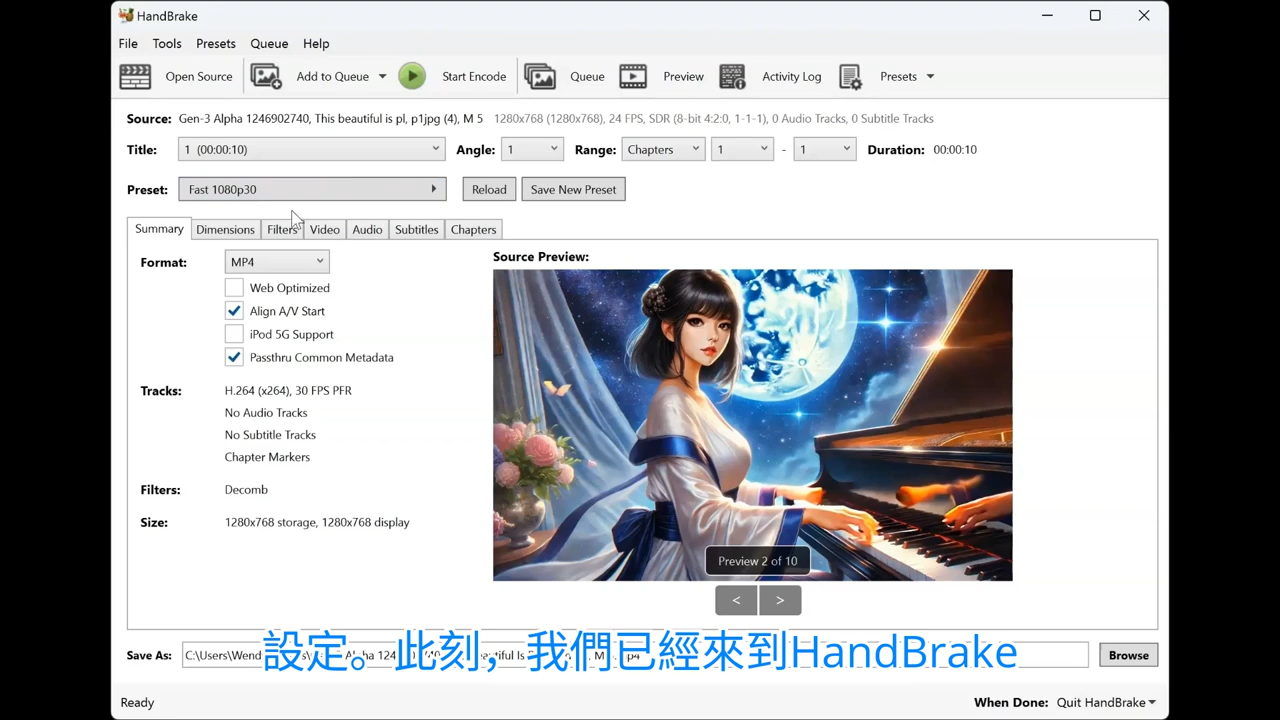 HandBrake
File Tools Presets Queue Help
Open Source Add to Queue Start Encode Queue Preview Activity Log Presets
Source: Gen-3 Alpha 1246902740, This beautiful is pl, p1jpg (4), M 5 1280x768 (1280x768), 24 FPS, SDR (8-bit 4:2:0, 1-1-1), 0 Audio Tracks, 0 Subtitle Tracks
Title: 1 (00:00:10) Angle: 1 Range: Chapters 1 - 1 Duration: 00:00:10
Preset: Fast 1080p30 Reload Save New Preset
Summary Dimensions Filters Video Audio Subtitles Chapters
Format: MP4
Source Preview:
Web Optimized
Align A/V Start
iPod 5G Support
Passthru Common Metadata
Tracks: H.264 (x264), 30 FPS PFR
No Audio Tracks
No Subtitle Tracks
Chapter Markers
Filters: Decomb
Size: 1280x768 storage, 1280x768 display
Preview 2 of 10
< >
設定。此刻，我們已經來到HandBrake
Save As: C:\Users\Wend Browse
Ready When Done: Quit HandBrake